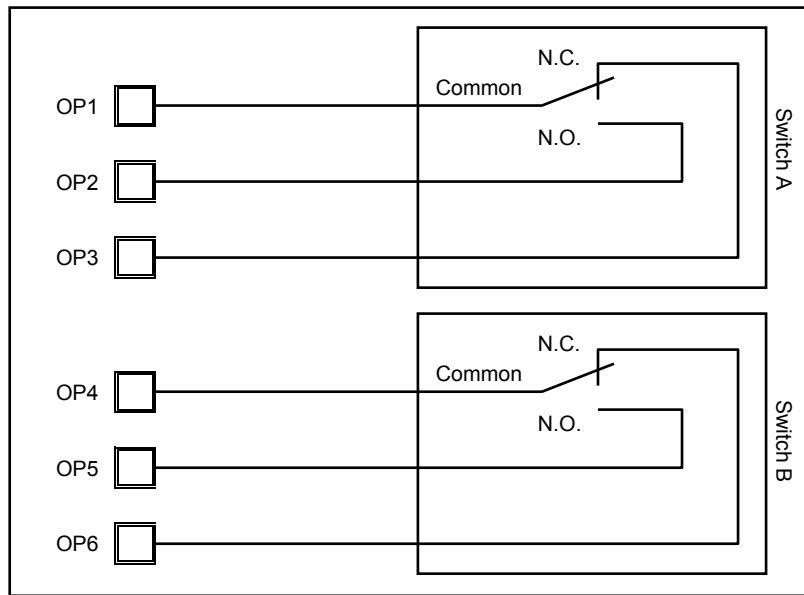 N.C.
Common
OP1
N.O.
OP2
OP3
Switch A
N.C.
Common
OP4
N.O.
OP5
OP6
Switch B